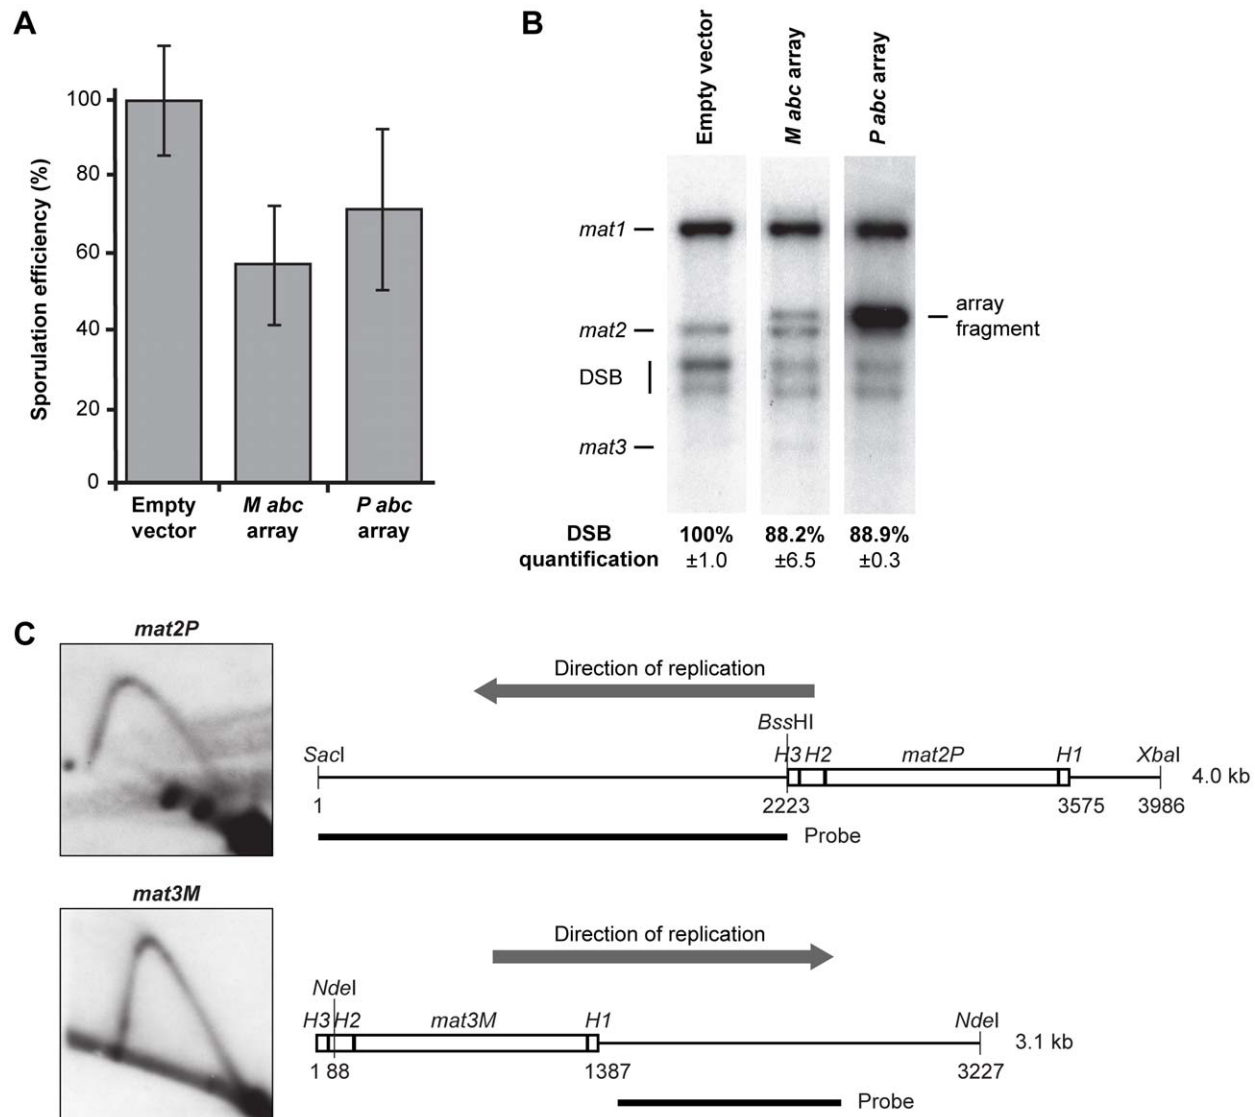 A
Sporulation efficiency (%)
100
80
60
40
20
0
Empty
vector
M abc
array
P abc
array
B
Empty vector
M abc array
P abc array
mat1
mat2
DSB
mat3
array
fragment
DSB
quantification
100%
±1.0
88.2%
±6.5
88.9%
±0.3
C
mat2P
Direction of replication
BssHI
SacI
H3 H2
mat2P
H1
XbaI
4.0 kb
1
2223
3575
3986
Probe
mat3M
Direction of replication
NdeI
H3 H2
mat3M
H1
NdeI
3.1 kb
1 88
1387
3227
Probe